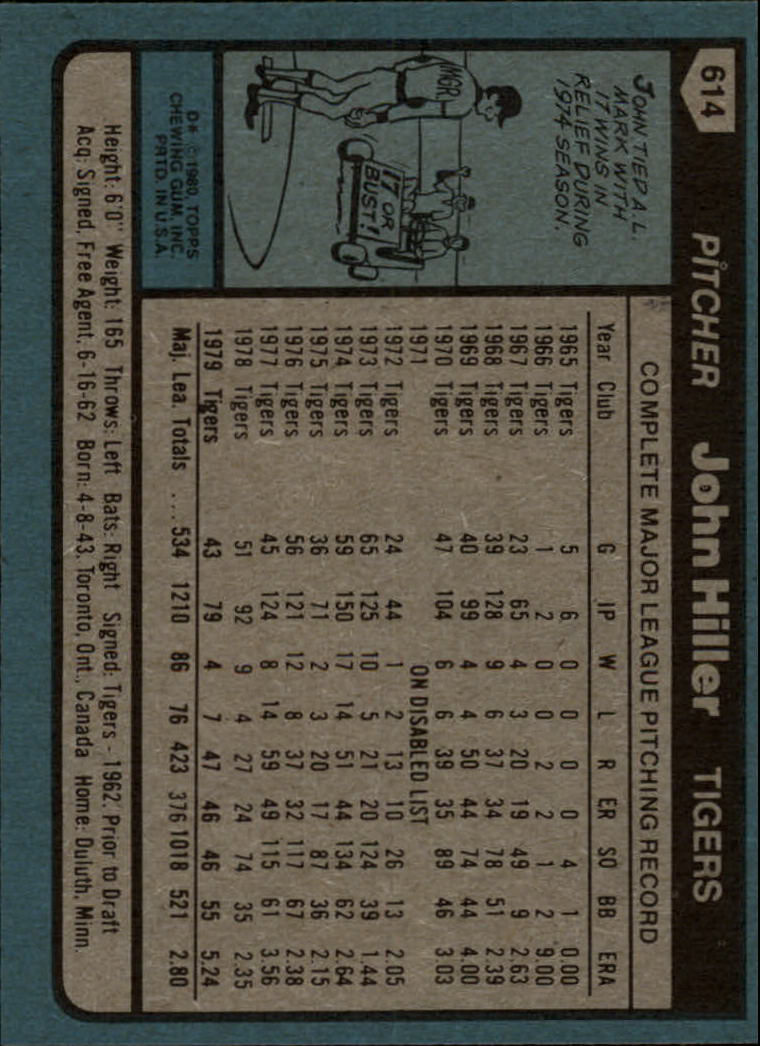 614 PITCHER John Hiller TIGERS
JOHN TIED A.L.
MARK WITH
17 WINS IN
RELIEF DURING
1974 SEASON.
17 OR
BUST!
MGR
D* © 1980, TOPPS
CHEWING GUM, INC.
PRTD. IN U.S.A.
COMPLETE MAJOR LEAGUE PITCHING RECORD
Year Club G IP W L R ER SO BB ERA
1965 Tigers 5 6 0 0 0 0 4 1 0.00
1966 Tigers 1 2 0 0 2 2 1 2 9.00
1967 Tigers 23 65 4 3 20 19 49 9 2.63
1968 Tigers 39 128 9 6 37 34 78 51 2.39
1969 Tigers 40 99 4 4 50 44 74 44 4.00
1970 Tigers 47 104 6 6 39 35 89 46 3.03
1971 ON DISABLED LIST
1972 Tigers 24 44 1 2 13 10 26 13 2.05
1973 Tigers 65 125 10 5 21 20 124 39 1.44
1974 Tigers 59 150 17 14 51 44 134 62 2.64
1975 Tigers 36 71 2 3 20 17 87 36 2.15
1976 Tigers 56 121 12 8 37 32 117 67 2.38
1977 Tigers 45 124 8 14 59 49 115 61 3.56
1978 Tigers 51 92 9 4 27 24 74 35 2.35
1979 Tigers 43 79 4 7 47 46 46 55 5.24
Maj. Lea. Totals .... 534 1210 86 76 423 376 1018 521 2.80
Height: 6'0" Weight: 165 Throws: Left Bats: Right Signed: Tigers - 1962, Prior to Draft
Acq: Signed, Free Agent, 6-16-62 Born: 4-8-43, Toronto, Ont., Canada Home: Duluth, Minn.